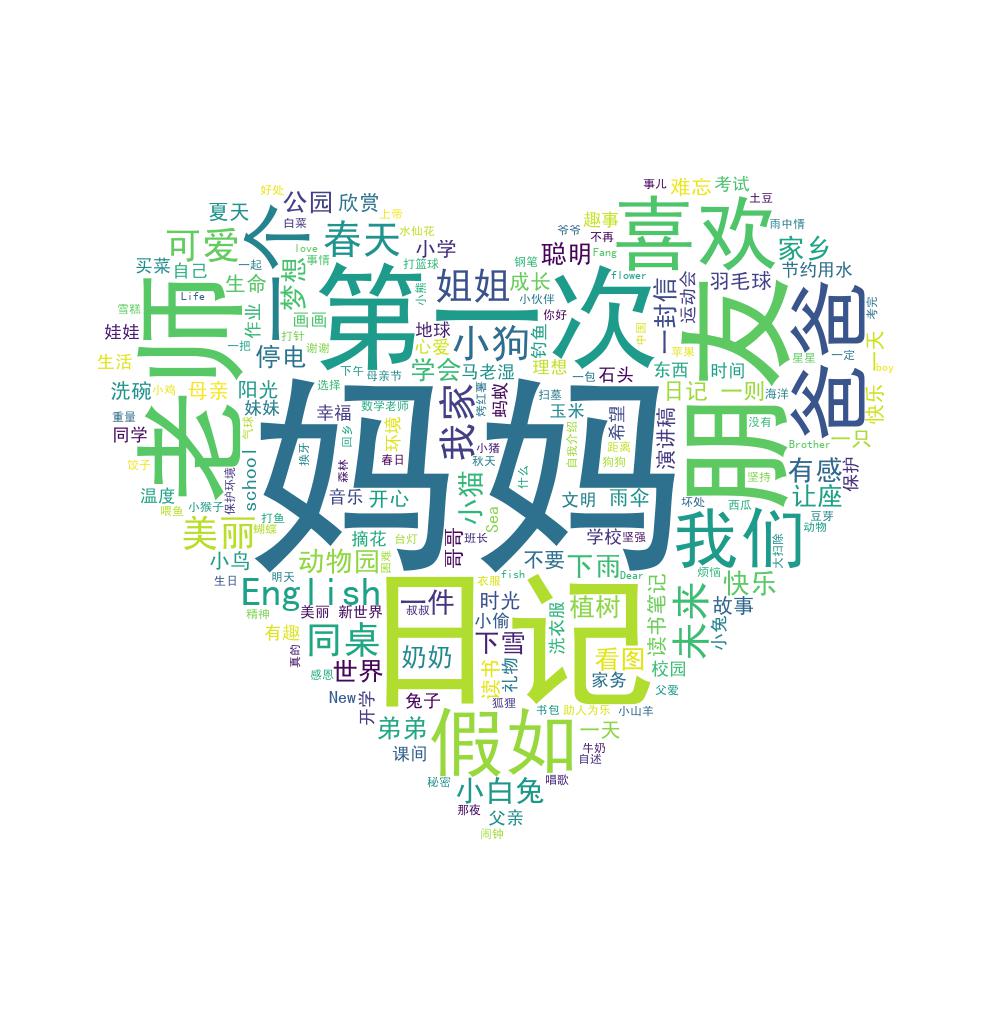 好处
事儿
难忘
考试
公园
欣赏
喜欢
土豆
夏天
上帝
趣事
雨中情
白菜
水仙花
爷爷
可爱
一个
春天
小学
不再
家乡
love
聪明
Fang
买菜
自己
一起
事情
打篮球
钢笔
flower
节约用水
生命
梦想
小熊
姐姐
成长
小伙伴
一封信
运动会
羽毛球
Life
第一次
雪糕
老师
一把
画画
你好
朋友
爸爸
考完
娃娃
作业
打针
谢谢
地球
小狗
钓鱼
中国
星星
一定
停电
心爱
苹果
生活
下午
母亲节
学会
马老湿
理想
石头
东西
时间
一天
boy
洗碗
小鸡
母亲
阳光
选择
一包
日记
一则
海洋
重量
妹妹
幸福
数学老师
我家
烤红薯
蚂蚁
扫墓
玉米
希望
演讲稿
快乐
同学
气球
回乡
环境
自我介绍
没有
一只
饺子
school
换牙
森林
春日
小猪
秋天
距离
狗狗
Brother
保护
温度
保护环境
妈妈
什么
坚持
有感
喂鱼
小猴子
音乐
开心
小猫
文明
雨伞
坏处
西瓜
让座
美丽
打鱼
蝴蝶
摘花
台灯
Sea
学校
坚强
我们
豆芽
动物
小鸟
动物园
困难
哥哥
班长
不要
下雨
大扫除
生日
明天
衣服
fish
Dear
烦恼
快乐
English
一件
时光
植树
读书笔记
未来
故事
精神
美丽
新世界
叔叔
日记
小偷
洗衣服
小兔
有趣
同桌
下雪
看图
真的
感恩
世界
奶奶
读书
礼物
家务
校园
父爱
New
开学
兔子
狐狸
书包
助人为乐
小山羊
弟弟
假如
一天
课间
牛奶
自述
秘密
小白兔
唱歌
那夜
父亲
闹钟